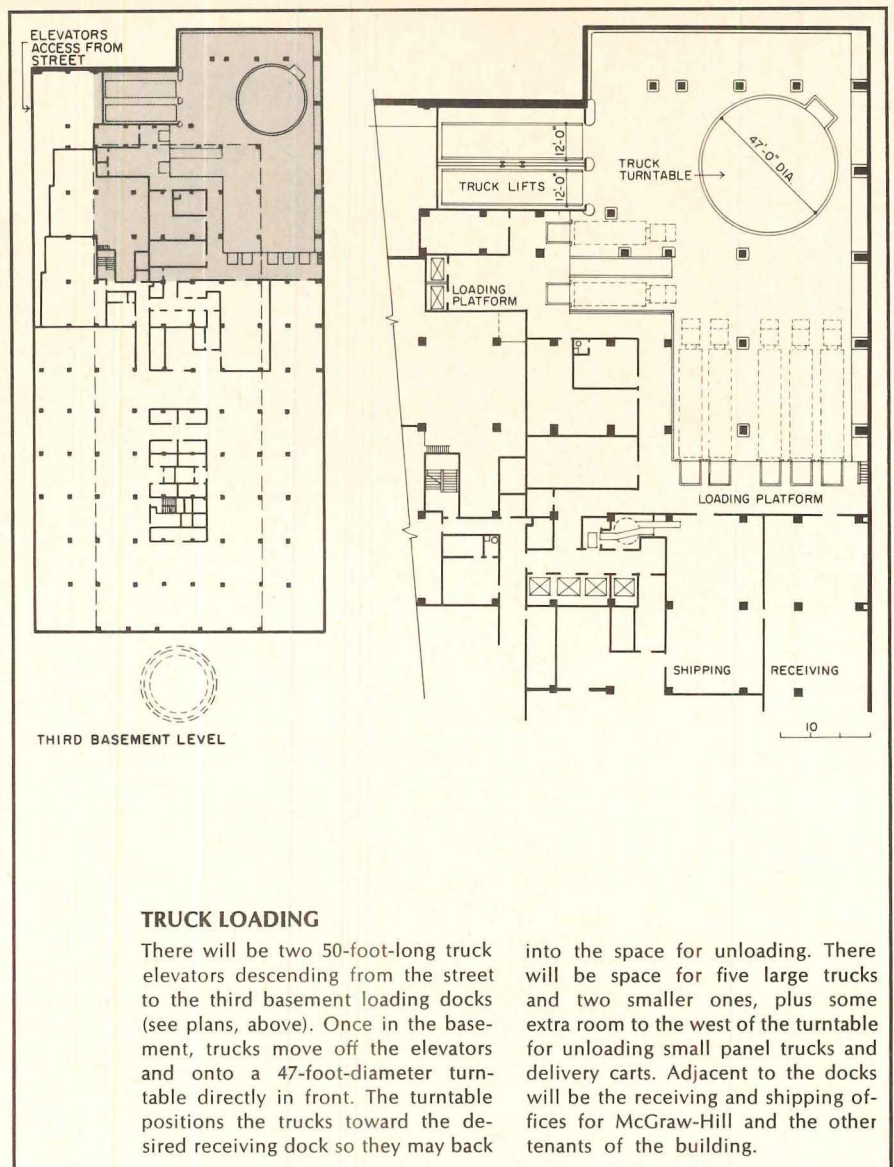 ELEVATORS
ACCESS FROM
STREET
THIRD BASEMENT LEVEL
12'-0"
TRUCK LIFTS
12'-0"
TRUCK
TURNTABLE
47'-0" DIA.
LOADING
PLATFORM
LOADING PLATFORM
SHIPPING
RECEIVING
10
TRUCK LOADING
There will be two 50-foot-long truck
elevators descending from the street
to the third basement loading docks
(see plans, above). Once in the base-
ment, trucks move off the elevators
and onto a 47-foot-diameter turn-
table directly in front. The turntable
positions the trucks toward the de-
sired receiving dock so they may back
into the space for unloading. There
will be space for five large trucks
and two smaller ones, plus some
extra room to the west of the turntable
for unloading small panel trucks and
delivery carts. Adjacent to the docks
will be the receiving and shipping of-
fices for McGraw-Hill and the other
tenants of the building.